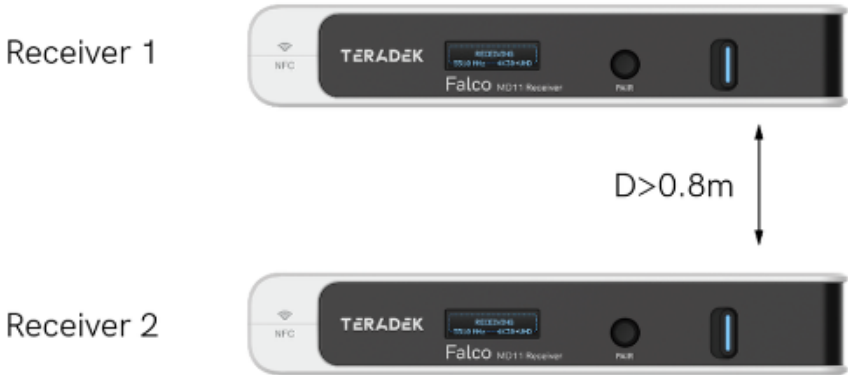 Receiver 1
NFC
TERADEK
RECEIVING
Falco MD11 Receiver
PAIR
D>0.8m
Receiver 2
NFC
TERADEK
RECEIVING
Falco MD11 Receiver
PAIR